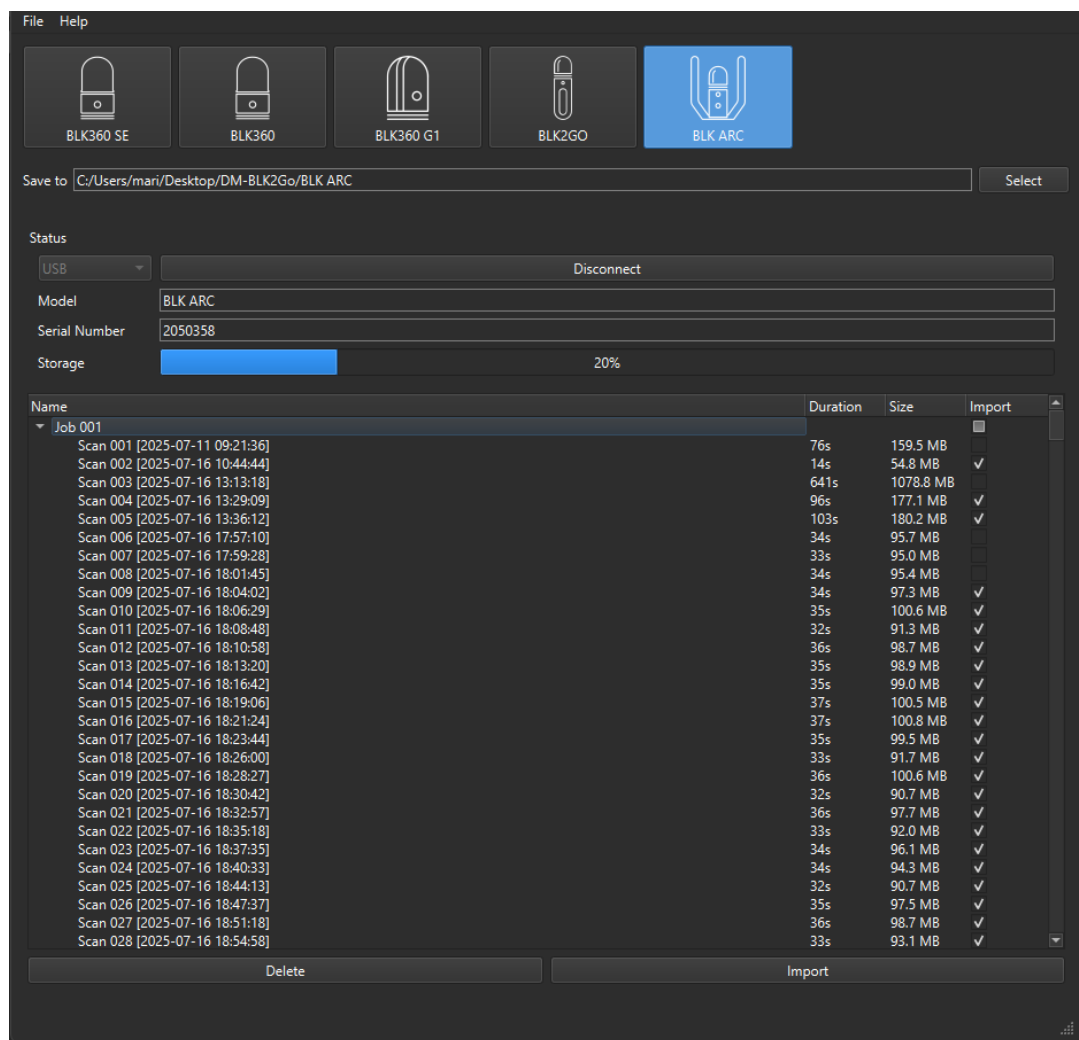 File Help
BLK360 SE BLK360 BLK360 G1 BLK2GO BLK ARC
Save to C:/Users/mari/Desktop/DM-BLK2Go/BLK ARC Select
Status
USB Disconnect
Model BLK ARC
Serial Number 2050358
Storage 20%
Name Duration Size Import
Job 001
Scan 001 [2025-07-11 09:21:36] 76s 159.5 MB
Scan 002 [2025-07-16 10:44:44] 14s 54.8 MB
Scan 003 [2025-07-16 13:13:18] 641s 1078.8 MB
Scan 004 [2025-07-16 13:29:09] 96s 177.1 MB
Scan 005 [2025-07-16 13:36:12] 103s 180.2 MB
Scan 006 [2025-07-16 17:57:10] 34s 95.7 MB
Scan 007 [2025-07-16 17:59:28] 33s 95.0 MB
Scan 008 [2025-07-16 18:01:45] 34s 95.4 MB
Scan 009 [2025-07-16 18:04:02] 34s 97.3 MB
Scan 010 [2025-07-16 18:06:29] 35s 100.6 MB
Scan 011 [2025-07-16 18:08:48] 32s 91.3 MB
Scan 012 [2025-07-16 18:10:58] 36s 98.7 MB
Scan 013 [2025-07-16 18:13:20] 35s 98.9 MB
Scan 014 [2025-07-16 18:16:42] 35s 99.0 MB
Scan 015 [2025-07-16 18:19:06] 37s 100.5 MB
Scan 016 [2025-07-16 18:21:24] 37s 100.8 MB
Scan 017 [2025-07-16 18:23:44] 35s 99.5 MB
Scan 018 [2025-07-16 18:26:00] 33s 91.7 MB
Scan 019 [2025-07-16 18:28:27] 36s 100.6 MB
Scan 020 [2025-07-16 18:30:42] 32s 90.7 MB
Scan 021 [2025-07-16 18:32:57] 36s 97.7 MB
Scan 022 [2025-07-16 18:35:18] 33s 92.0 MB
Scan 023 [2025-07-16 18:37:35] 34s 96.1 MB
Scan 024 [2025-07-16 18:40:33] 34s 94.3 MB
Scan 025 [2025-07-16 18:44:13] 32s 90.7 MB
Scan 026 [2025-07-16 18:47:37] 35s 97.5 MB
Scan 027 [2025-07-16 18:51:18] 36s 98.7 MB
Scan 028 [2025-07-16 18:54:58] 33s 93.1 MB
Delete Import